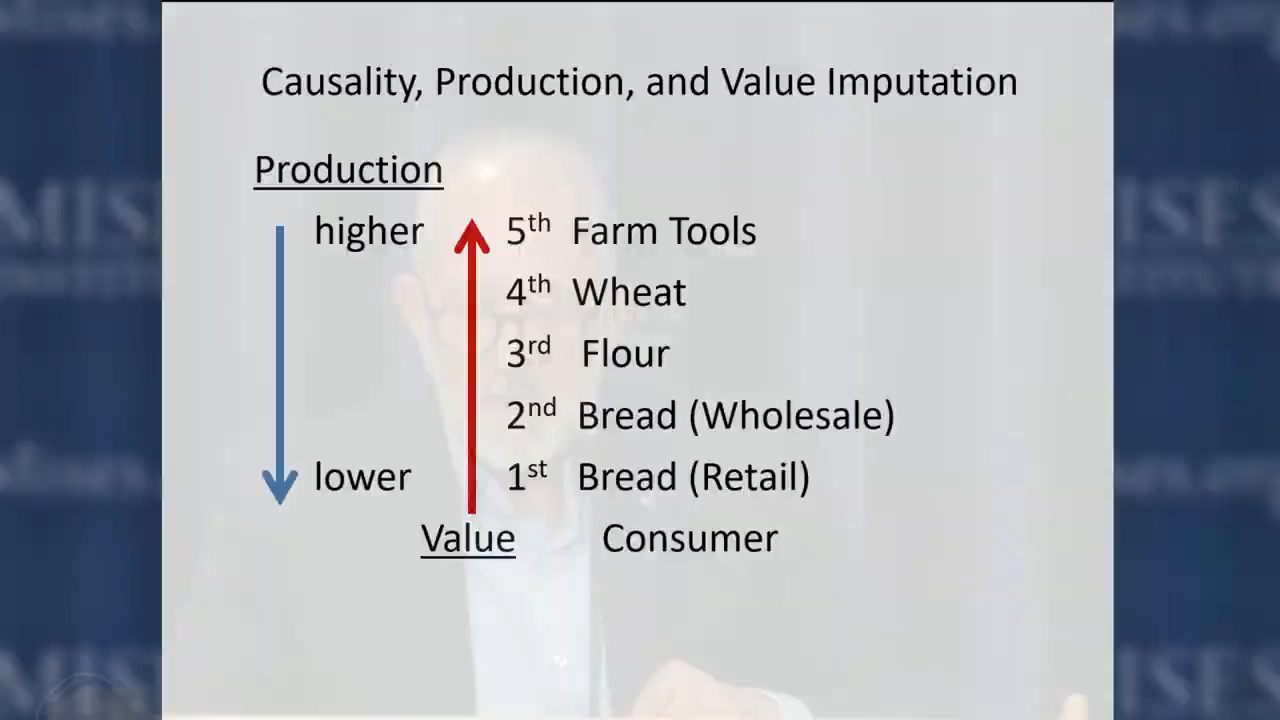 Causality, Production, and Value Imputation
Production
higher 5th Farm Tools
4th Wheat
3rd Flour
2nd Bread (Wholesale)
lower 1st Bread (Retail)
Value Consumer